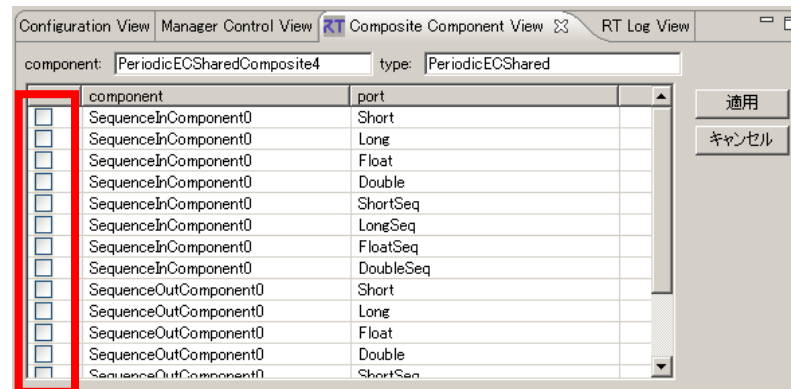 Configuration View Manager Control View RT Composite Component View RT Log View
component: PeriodicECSharedComposite4 type: PeriodicECShared
component port
適用
SequenceInComponent0 Short
SequenceInComponent0 Long
キャンセル
SequenceInComponent0 Float
SequenceInComponent0 Double
SequenceInComponent0 ShortSeq
SequenceInComponent0 LongSeq
SequenceInComponent0 FloatSeq
SequenceInComponent0 DoubleSeq
SequenceOutComponent0 Short
SequenceOutComponent0 Long
SequenceOutComponent0 Float
SequenceOutComponent0 Double
SequenceOutComponent0 ShortSeq